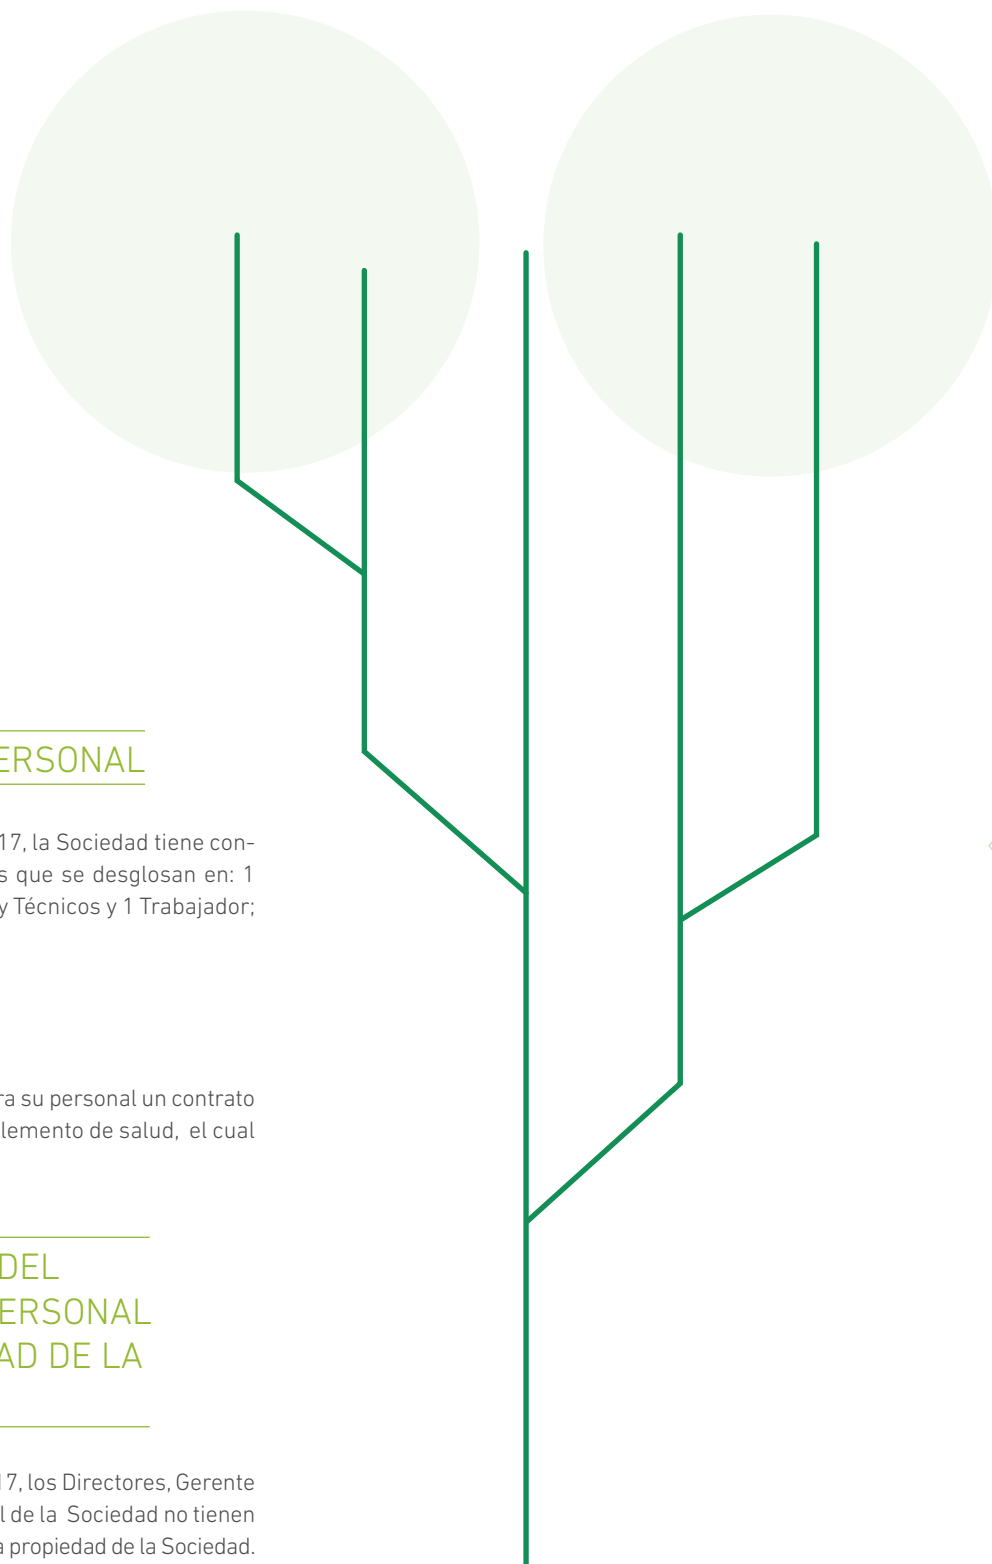 ERSONAL
17, la Sociedad tiene con-
s que se desglosan en: 1
y Técnicos y 1 Trabajador;
ra su personal un contrato
lemento de salud, el cual
DEL
ERSONAL
AD DE LA
17, los Directores, Gerente
l de la Sociedad no tienen
a propiedad de la Sociedad.